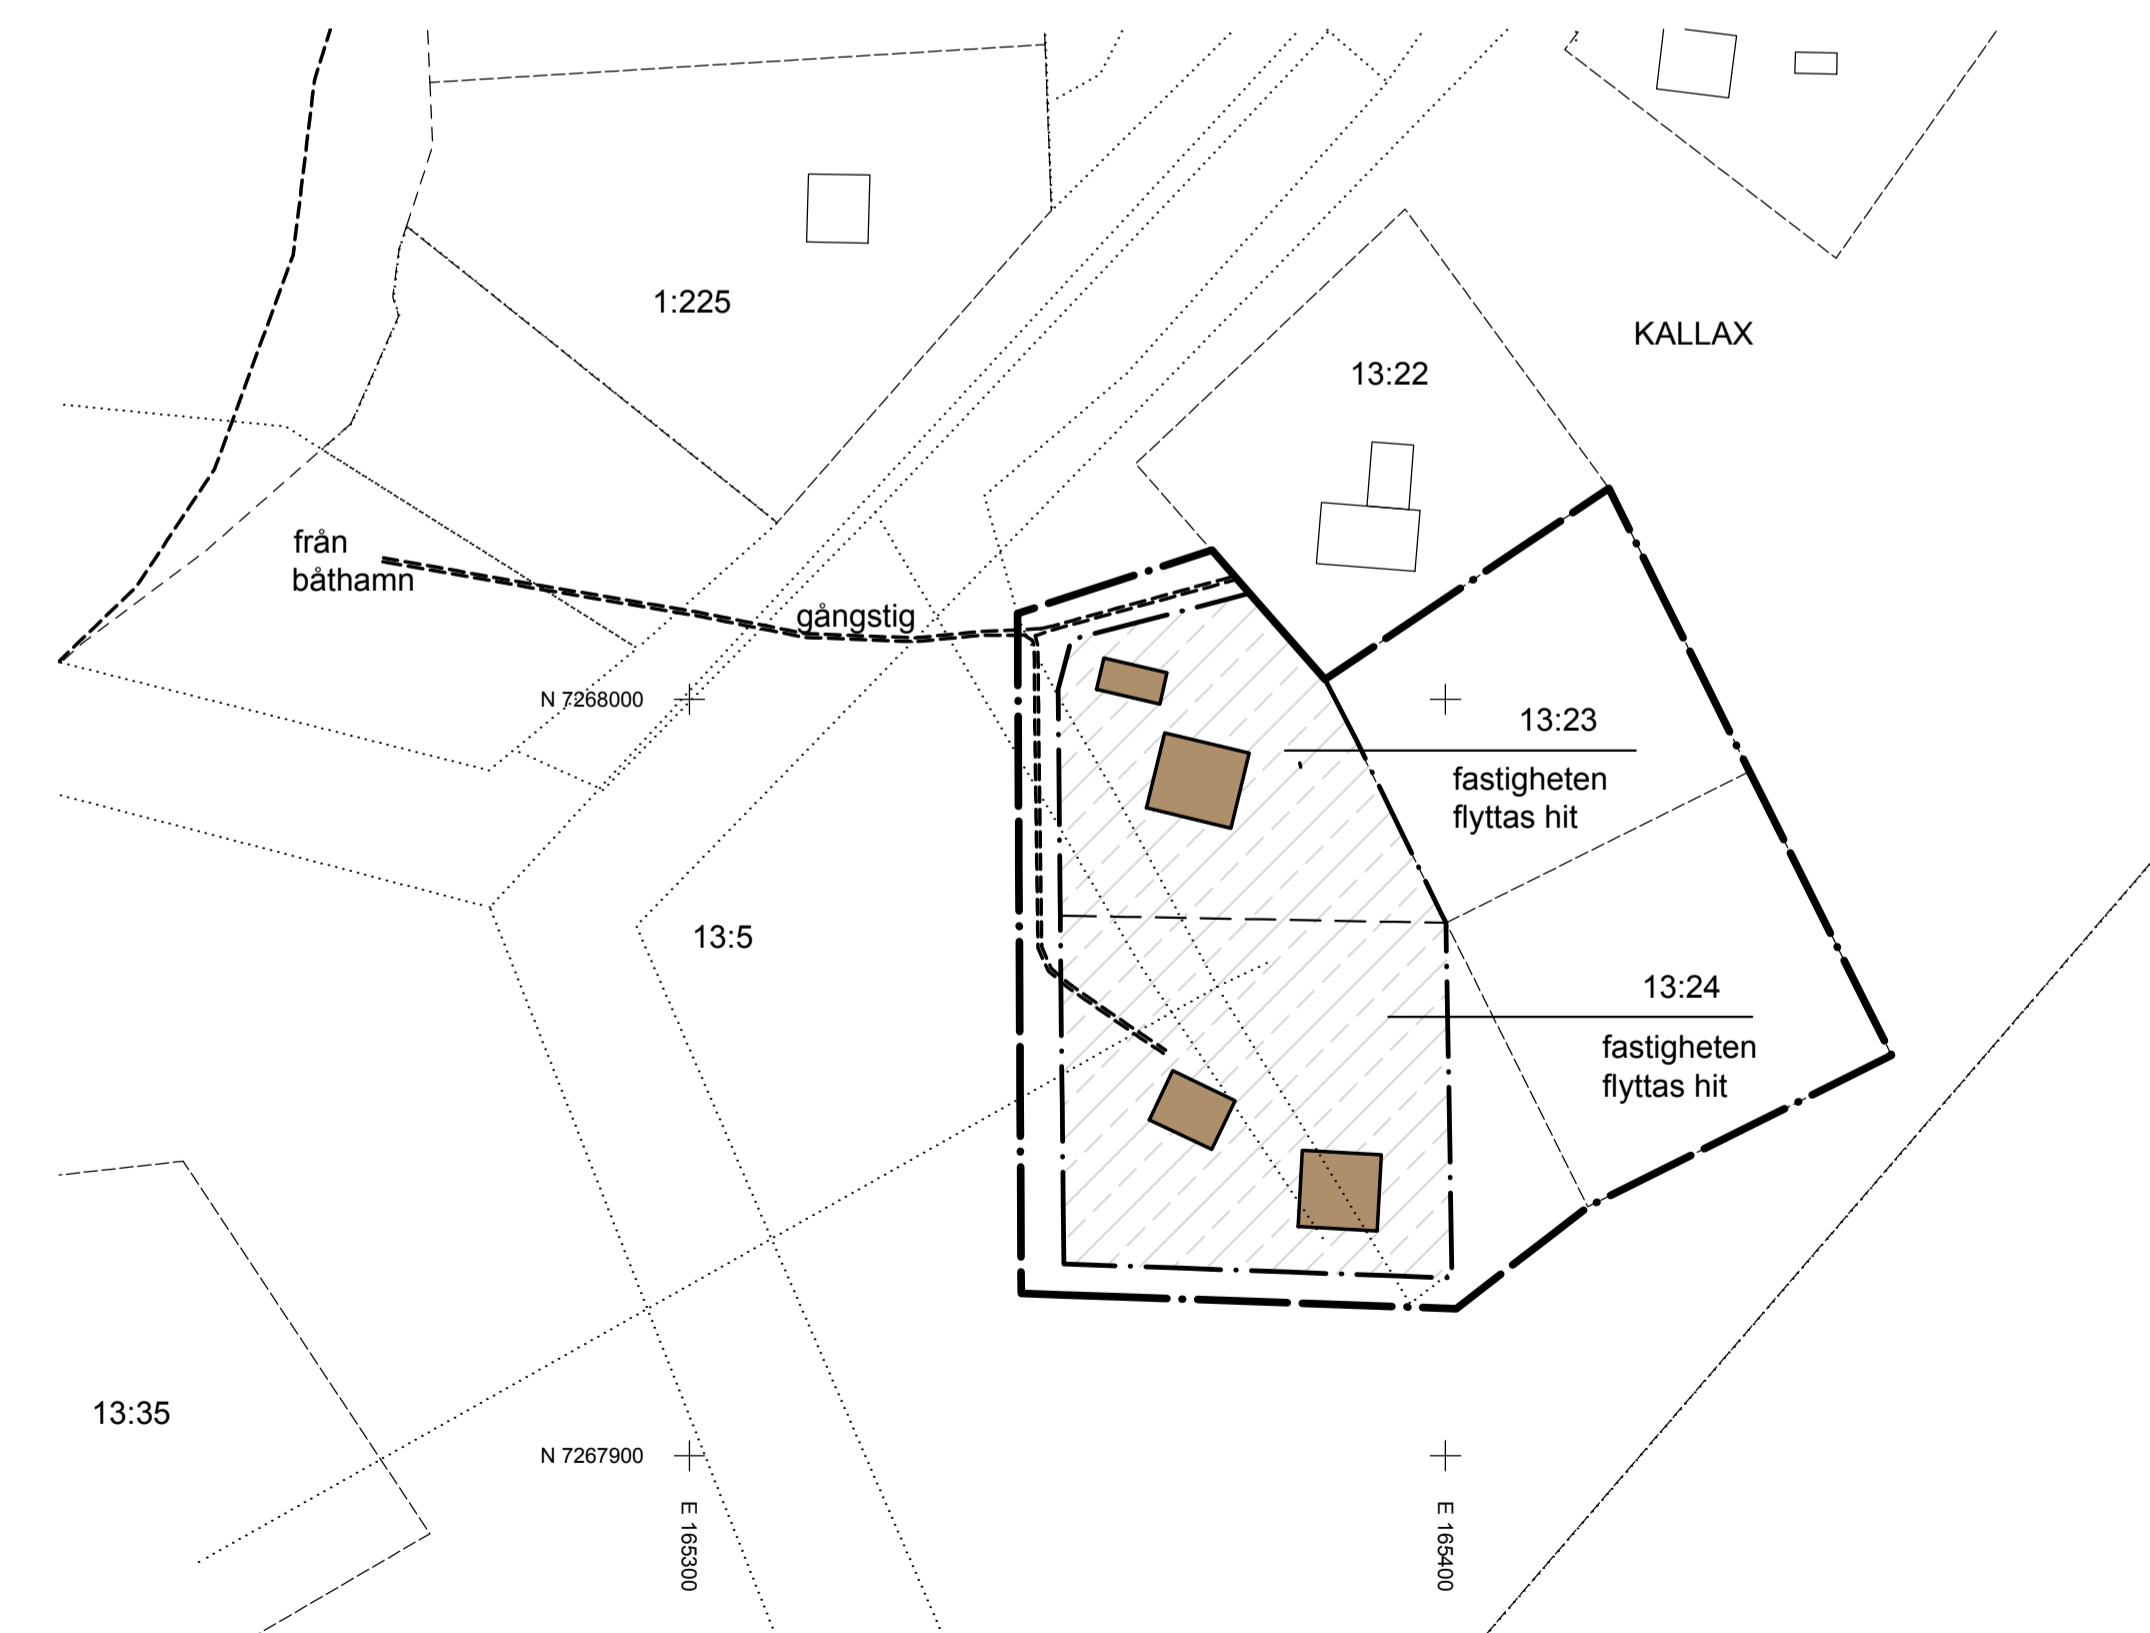 1:225
KALLAX
13:22
från
båthamn
gångstig
N 7268000
13:23
fastigheten
flyttas hit
13:5
13:24
fastigheten
flyttas hit
13:35
N 7267900
E 165300
E 165400